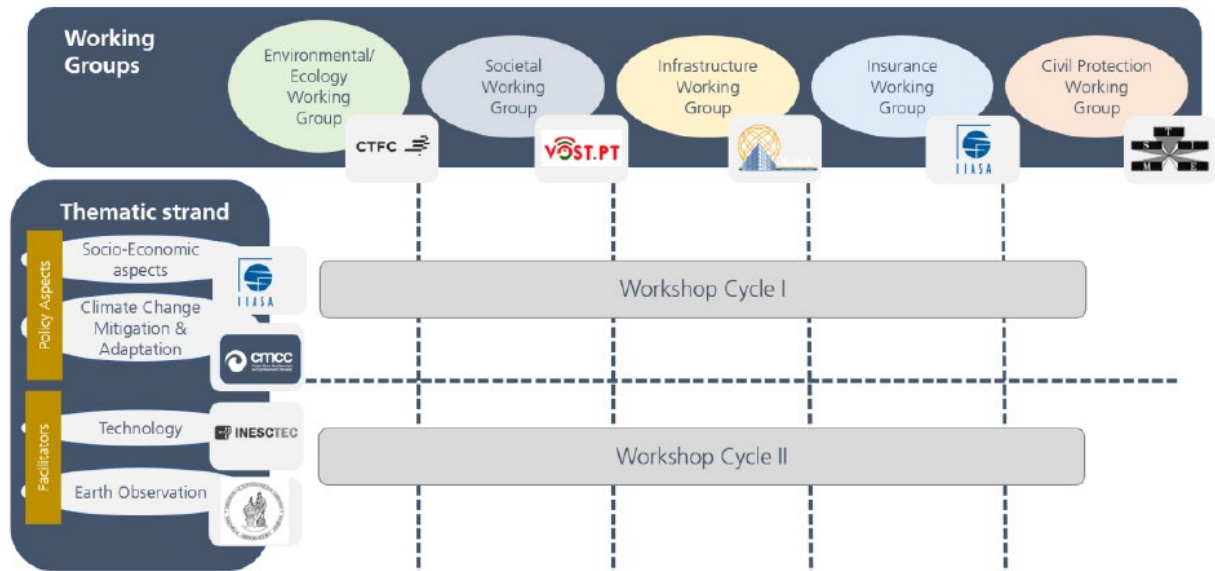 Working
Groups
Environmental/
Ecology
Working
Group
Societal
Working
Group
Infrastructure
Working
Group
Insurance
Working
Group
Civil Protection
Working
Group
CTFC
VOST.PT
IIASA
S T M E
Thematic strand
Policy Aspects
Socio-Economic
aspects
IIASA
Climate Change
Mitigation &
Adaptation
cmcc
Workshop Cycle I
Facilitators
Technology
INESCTEC
Earth Observation
Workshop Cycle II